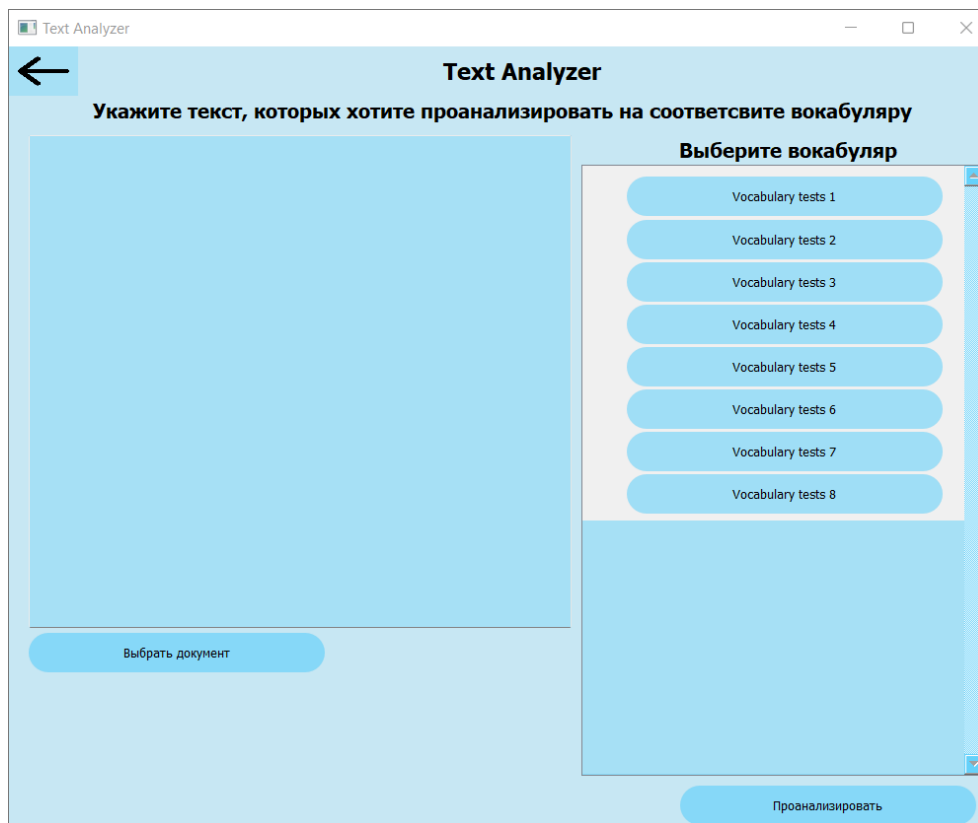 Text Analyzer
Text Analyzer
Укажите текст, которых хотите проанализировать на соответсвите вокабуляру
Выберите вокабуляр
Vocabulary tests 1
Vocabulary tests 2
Vocabulary tests 3
Vocabulary tests 4
Vocabulary tests 5
Vocabulary tests 6
Vocabulary tests 7
Vocabulary tests 8
Выбрать документ
Проанализировать